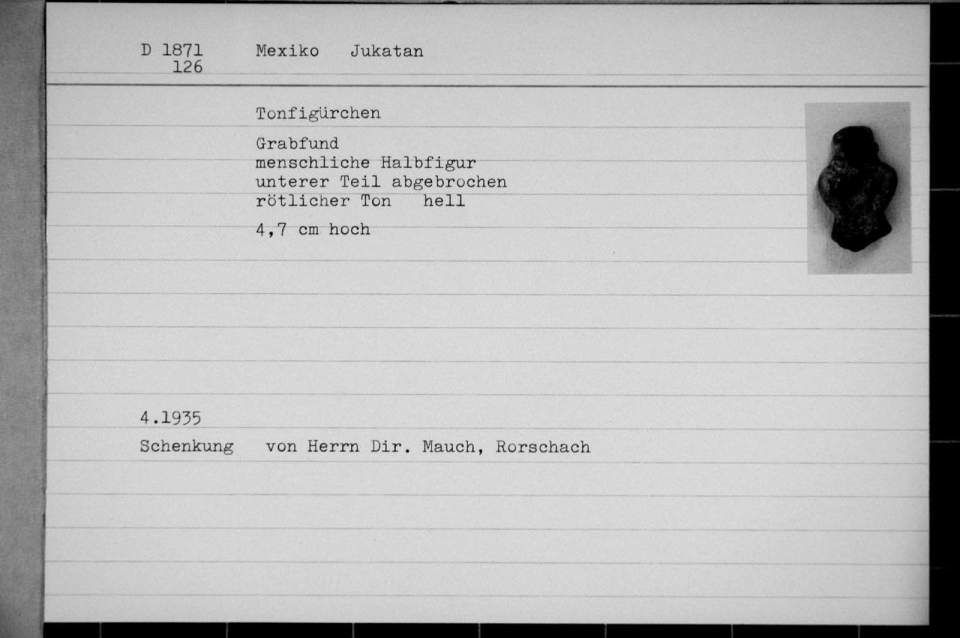 D 1871 Mexiko Jukatan
126
Tonfigürchen
Grabfund
menschliche Halbfigur
unterer Teil abgebrochen
rötlicher Ton hell
4,7 cm hoch
4.1935
Schenkung von Herrn Dir. Mauch, Rorschach